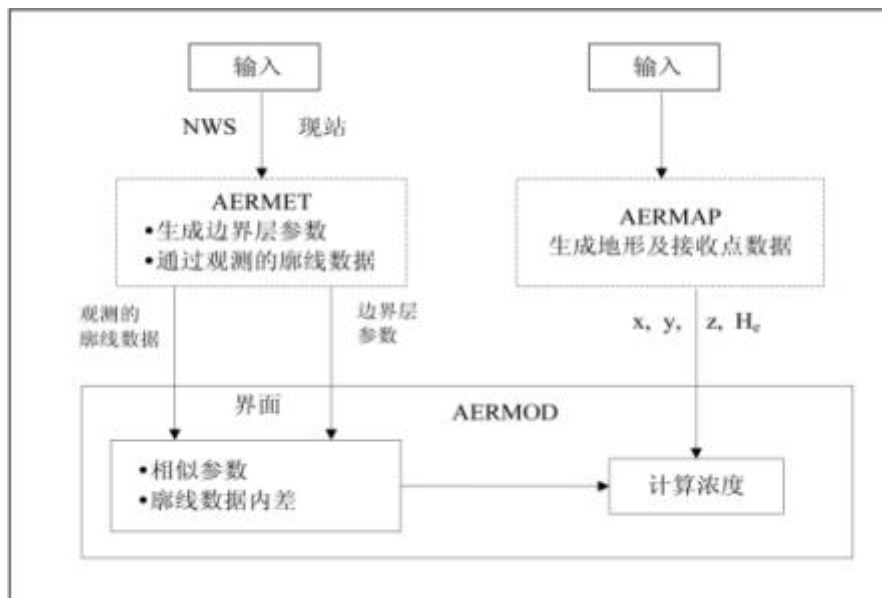 输入
输入
NWS 现站
AERMET
•生成边界层参数
•通过观测的廓线数据
AERMAP
生成地形及接收点数据
观测的
廓线数据
边界层
参数
x, y, z, He
界面
AERMOD
•相似参数
•廓线数据内差
计算浓度